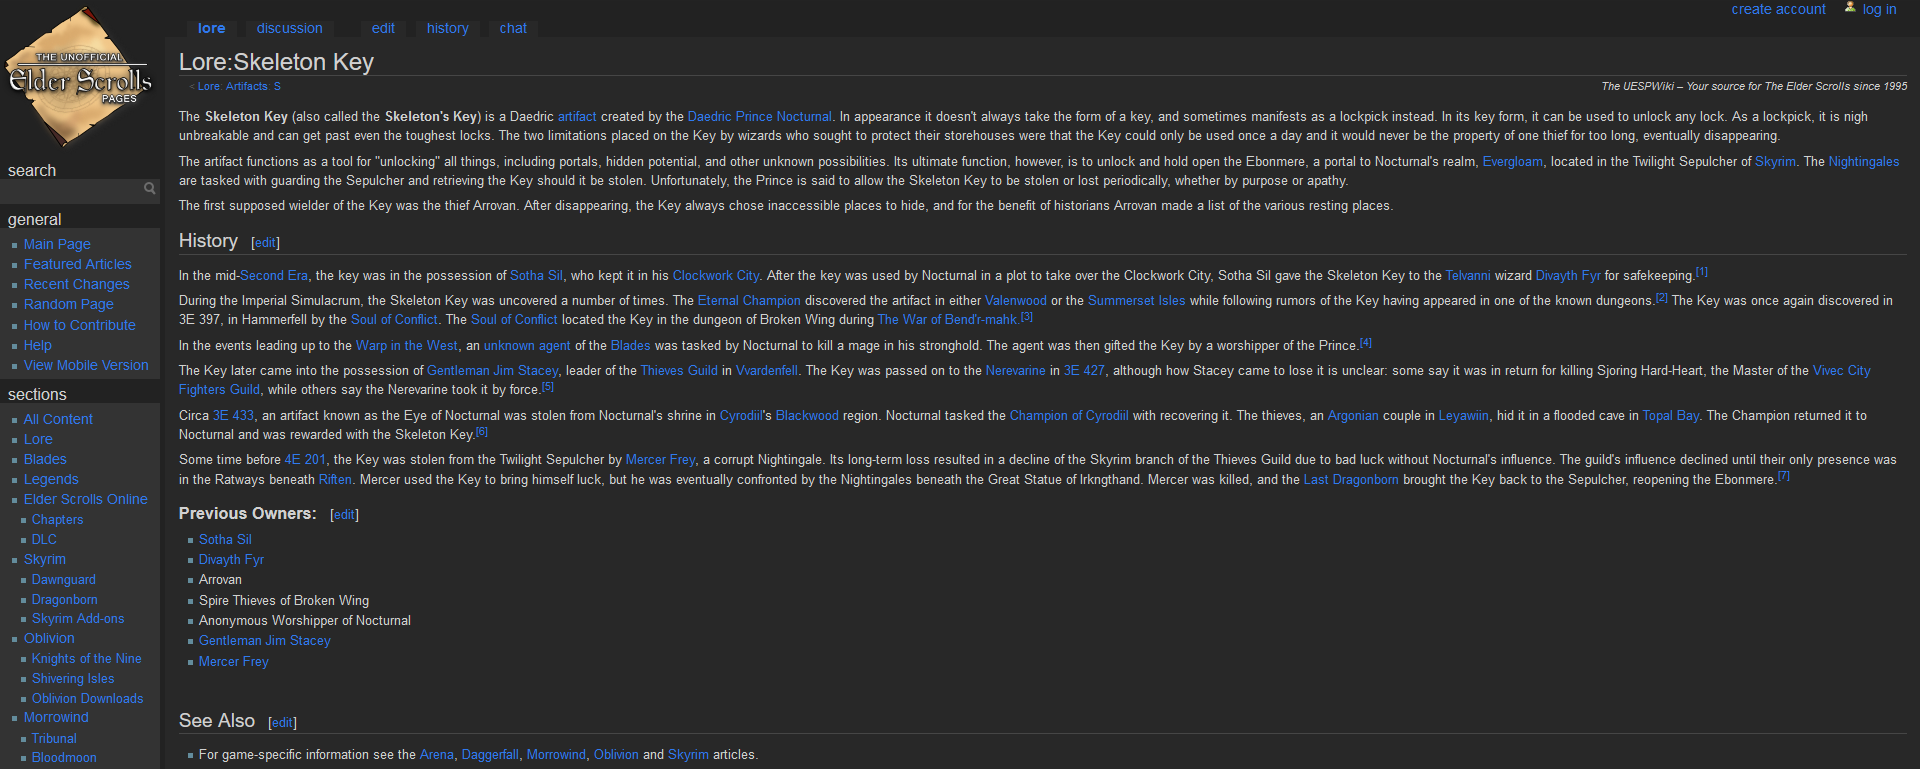 create account log in
lore discussion edit history chat
THE UNOFFICIAL
Elder Scrolls
PAGES
Lore:Skeleton Key
< Lore: Artifacts: S
The UESPWiki – Your source for The Elder Scrolls since 1995
The Skeleton Key (also called the Skeleton's Key) is a Daedric artifact created by the Daedric Prince Nocturnal. In appearance it doesn't always take the form of a key, and sometimes manifests as a lockpick instead. In its key form, it can be used to unlock any lock. As a lockpick, it is nigh
unbreakable and can get past even the toughest locks. The two limitations placed on the Key by wizards who sought to protect their storehouses were that the Key could only be used once a day and it would never be the property of one thief for too long, eventually disappearing.
The artifact functions as a tool for "unlocking" all things, including portals, hidden potential, and other unknown possibilities. Its ultimate function, however, is to unlock and hold open the Ebonmere, a portal to Nocturnal's realm, Evergloam, located in the Twilight Sepulcher of Skyrim. The Nightingales
are tasked with guarding the Sepulcher and retrieving the Key should it be stolen. Unfortunately, the Prince is said to allow the Skeleton Key to be stolen or lost periodically, whether by purpose or apathy.
The first supposed wielder of the Key was the thief Arrovan. After disappearing, the Key always chose inaccessible places to hide, and for the benefit of historians Arrovan made a list of the various resting places.
History [edit]
In the mid-Second Era, the key was in the possession of Sotha Sil, who kept it in his Clockwork City. After the key was used by Nocturnal in a plot to take over the Clockwork City, Sotha Sil gave the Skeleton Key to the Telvanni wizard Divayth Fyr for safekeeping.[1]
During the Imperial Simulacrum, the Skeleton Key was uncovered a number of times. The Eternal Champion discovered the artifact in either Valenwood or the Summerset Isles while following rumors of the Key having appeared in one of the known dungeons.[2] The Key was once again discovered in
3E 397, in Hammerfell by the Soul of Conflict. The Soul of Conflict located the Key in the dungeon of Broken Wing during The War of Bend'r-mahk.[3]
In the events leading up to the Warp in the West, an unknown agent of the Blades was tasked by Nocturnal to kill a mage in his stronghold. The agent was then gifted the Key by a worshipper of the Prince.[4]
The Key later came into the possession of Gentleman Jim Stacey, leader of the Thieves Guild in Vvardenfell. The Key was passed on to the Nerevarine in 3E 427, although how Stacey came to lose it is unclear: some say it was in return for killing Sjoring Hard-Heart, the Master of the Vivec City
Fighters Guild, while others say the Nerevarine took it by force.[5]
Circa 3E 433, an artifact known as the Eye of Nocturnal was stolen from Nocturnal's shrine in Cyrodiil's Blackwood region. Nocturnal tasked the Champion of Cyrodiil with recovering it. The thieves, an Argonian couple in Leyawiin, hid it in a flooded cave in Topal Bay. The Champion returned it to
Nocturnal and was rewarded with the Skeleton Key.[6]
Some time before 4E 201, the Key was stolen from the Twilight Sepulcher by Mercer Frey, a corrupt Nightingale. Its long-term loss resulted in a decline of the Skyrim branch of the Thieves Guild due to bad luck without Nocturnal's influence. The guild's influence declined until their only presence was
in the Ratways beneath Riften. Mercer used the Key to bring himself luck, but he was eventually confronted by the Nightingales beneath the Great Statue of Irkngthand. Mercer was killed, and the Last Dragonborn brought the Key back to the Sepulcher, reopening the Ebonmere.[7]
Previous Owners: [edit]
Sotha Sil
Divayth Fyr
Arrovan
Spire Thieves of Broken Wing
Anonymous Worshipper of Nocturnal
Gentleman Jim Stacey
Mercer Frey
See Also [edit]
For game-specific information see the Arena, Daggerfall, Morrowind, Oblivion and Skyrim articles.
search
general
Main Page
Featured Articles
Recent Changes
Random Page
How to Contribute
Help
View Mobile Version
sections
All Content
Lore
Blades
Legends
Elder Scrolls Online
Chapters
DLC
Skyrim
Dawnguard
Dragonborn
Skyrim Add-ons
Oblivion
Knights of the Nine
Shivering Isles
Oblivion Downloads
Morrowind
Tribunal
Bloodmoon